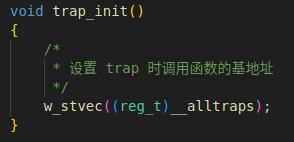 void trap_init()
{
    /*
     * 设置 trap 时调用函数的基地址
     */
    w_stvec((reg_t)__alltraps);
}